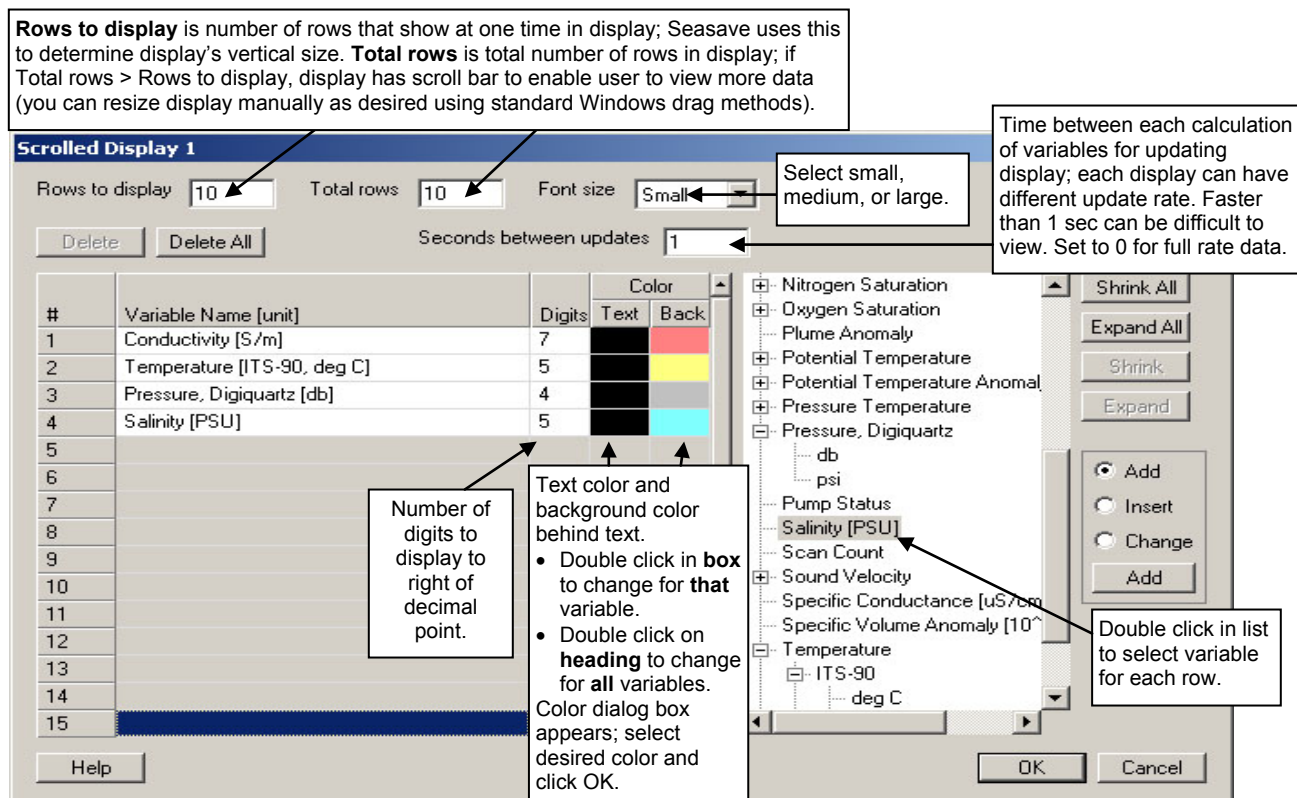 Rows to display is number of rows that show at one time in display; Seasave uses this
to determine display's vertical size. Total rows is total number of rows in display; if
Total rows > Rows to display, display has scroll bar to enable user to view more data
(you can resize display manually as desired using standard Windows drag methods).
Time between each calculation
of variables for updating
display; each display can have
different update rate. Faster
than 1 sec can be difficult to
view. Set to 0 for full rate data.
Scrolled Display 1
Rows to display 10 Total rows 10 Font size Small
Select small,
medium, or large.
Delete Delete All Seconds between updates 1
# Variable Name [unit] Digits Color
Text Back
1 Conductivity [S/m] 7
2 Temperature [ITS-90, deg C] 5
3 Pressure, Digiquartz [db] 4
4 Salinity [PSU] 5
5
6
7
8
9
10
11
12
13
14
15
Number of
digits to
display to
right of
decimal
point.
Text color and
background color
behind text.
• Double click in box
to change for that
variable.
• Double click on
heading to change
for all variables.
Color dialog box
appears; select
desired color and
click OK.
Nitrogen Saturation
Oxygen Saturation
Plume Anomaly
Potential Temperature
Potential Temperature Anomal
Pressure Temperature
Pressure, Digiquartz
db
psi
Pump Status
Salinity [PSU]
Scan Count
Sound Velocity
Specific Conductance [uS/cm
Specific Volume Anomaly [10^
Temperature
ITS-90
deg C
Shrink All
Expand All
Shrink
Expand
Add
Insert
Change
Add
Double click in list
to select variable
for each row.
Help OK Cancel